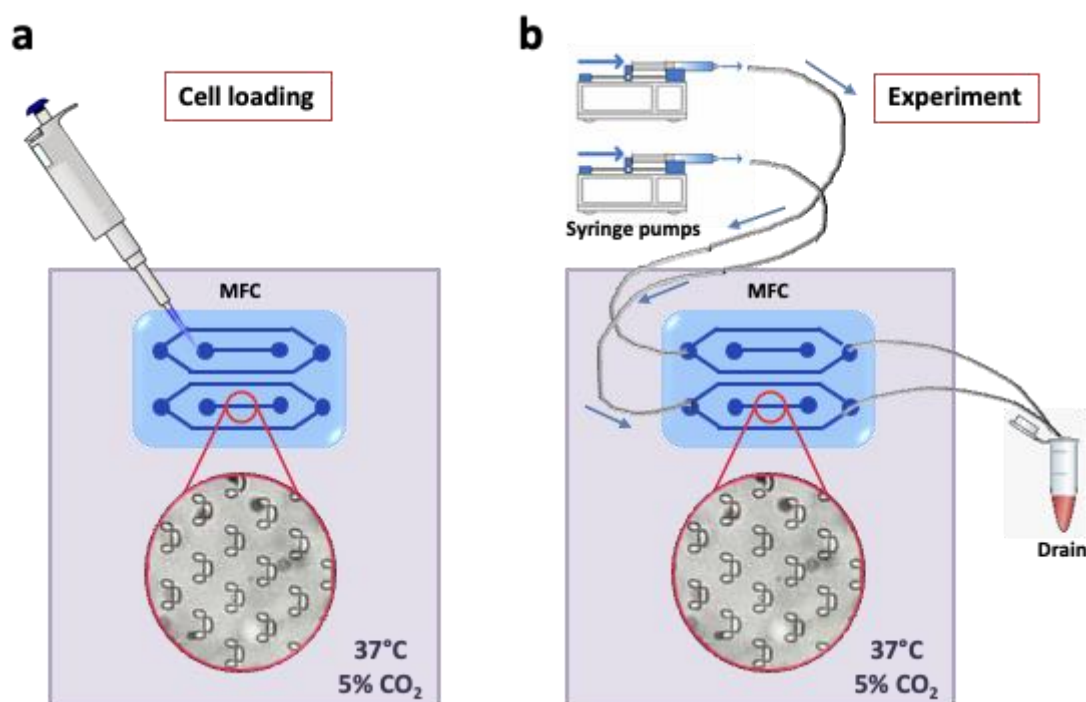 a
Cell loading
MFC
37°C
5% CO₂
b
Experiment
Syringe pumps
MFC
Drain
37°C
5% CO₂